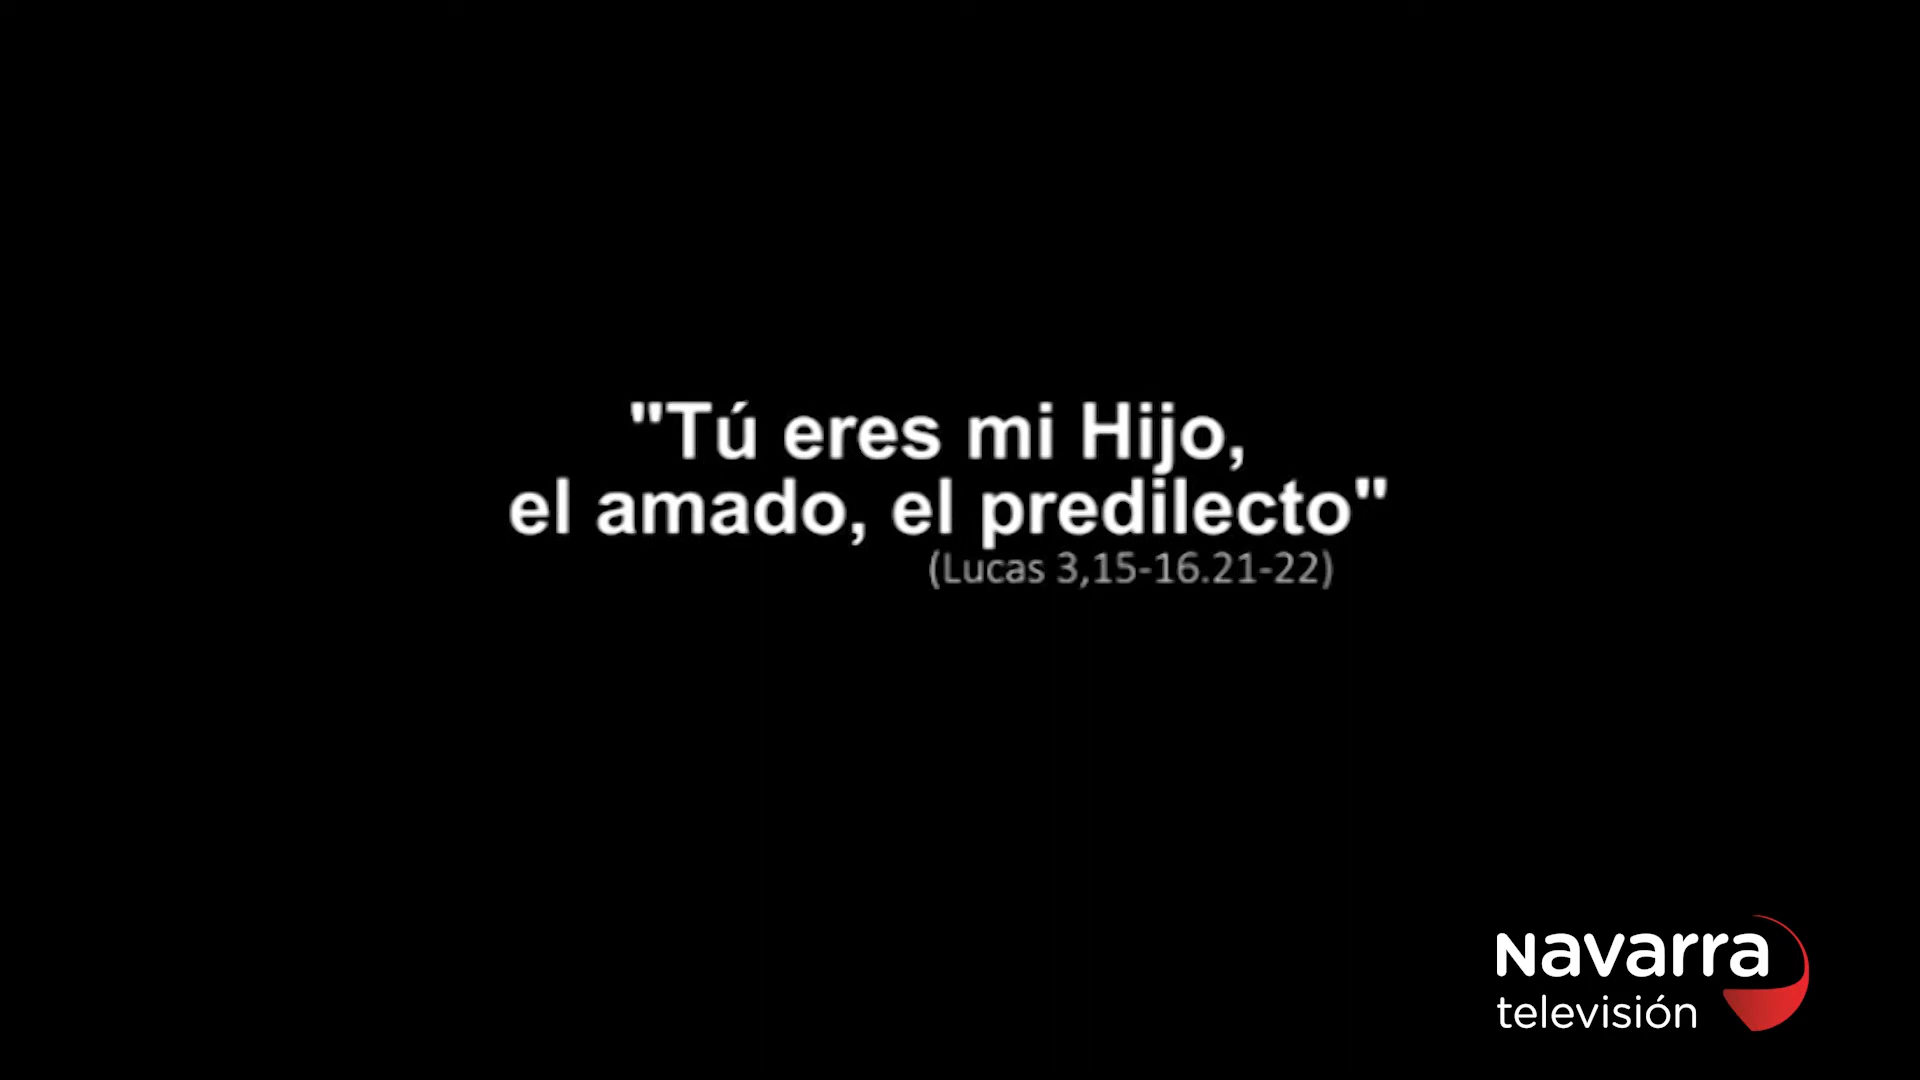 "Tú eres mi Hijo,
el amado, el predilecto"
(Lucas 3,15-16.21-22)
Navarra
televisión